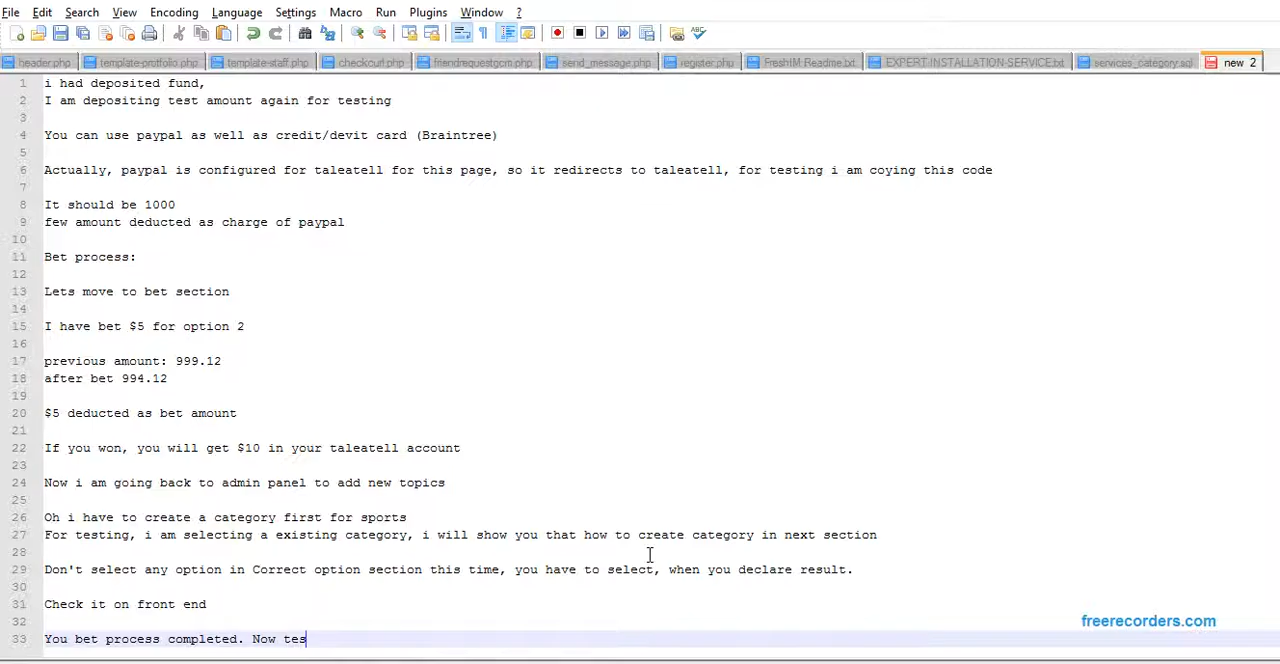 File Edit Search View Encoding Language Settings Macro Run Plugins Window ?
header.php template-protfolio.php template-staff.php checkout.php friendrequestgcm.php send_message.php register.php FreshIM Readme.txt EXPERT-INSTALLATION-SERVICE.txt services_category.sql new 2
1 i had deposited fund,
2 I am depositing test amount again for testing
3
4 You can use paypal as well as credit/devit card (Braintree)
5
6 Actually, paypal is configured for taleatell for this page, so it redirects to taleatell, for testing i am coying this code
7
8 It should be 1000
9 few amount deducted as charge of paypal
10
11 Bet process:
12
13 Lets move to bet section
14
15 I have bet $5 for option 2
16
17 previous amount: 999.12
18 after bet 994.12
19
20 $5 deducted as bet amount
21
22 If you won, you will get $10 in your taleatell account
23
24 Now i am going back to admin panel to add new topics
25
26 Oh i have to create a category first for sports
27 For testing, i am selecting a existing category, i will show you that how to create category in next section
28
29 Don't select any option in Correct option section this time, you have to select, when you declare result.
30
31 Check it on front end
32
33 You bet process completed. Now tes
freerecorders.com